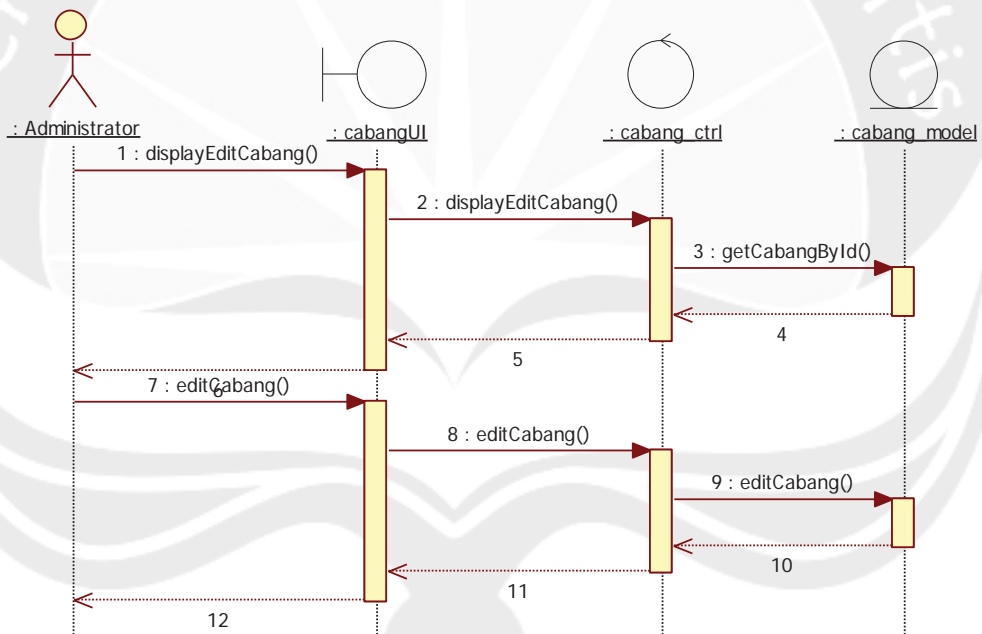 : Administrator
: cabangUI
: cabang_ctrl
: cabang_model
1 : displayEditCabang()
2 : displayEditCabang()
3 : getCabangById()
4
5
6
7 : editCabang()
8 : editCabang()
9 : editCabang()
10
11
12